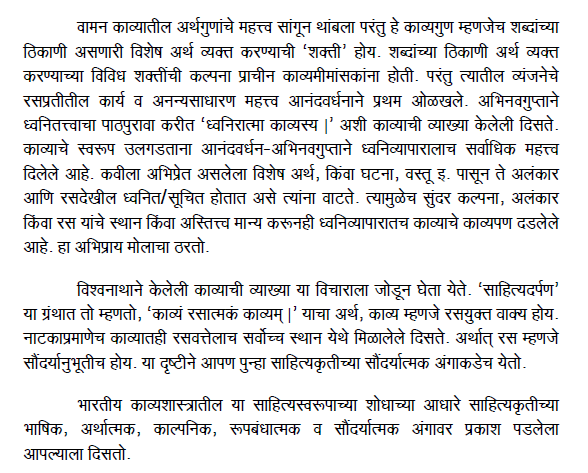 वामन काव्यातील अर्थगुणांचे महत्त्व सांगून थांबला परंतु हे काव्यगुण म्हणजेच शब्दांच्या
ठिकाणी असणारी विशेष अर्थ व्यक्त करण्याची ‘शक्ती’ होय. शब्दांच्या ठिकाणी अर्थ व्यक्त
करण्याच्या विविध शक्तींची कल्पना प्राचीन काव्यमीमांसकांना होती. परंतु त्यातील व्यंजनेचे
रसप्रतीतील कार्य व अनन्यसाधारण महत्त्व आनंदवर्धनाने प्रथम ओळखले. अभिनवगुप्ताने
ध्वनितत्त्वाचा पाठपुरावा करीत ‘ध्वनिरात्मा काव्यस्य |’ अशी काव्याची व्याख्या केलेली दिसते.
काव्याचे स्वरूप उलगडताना आनंदवर्धन-अभिनवगुप्ताने ध्वनिव्यापारालाच सर्वाधिक महत्त्व
दिलेले आहे. कवीला अभिप्रेत असलेला विशेष अर्थ, किंवा घटना, वस्तू इ. पासून ते अलंकार
आणि रसदेखील ध्वनित/सूचित होतात असे त्यांना वाटते. त्यामुळेच सुंदर कल्पना, अलंकार
किंवा रस यांचे स्थान किंवा अस्तित्त्व मान्य करूनही ध्वनिव्यापारातच काव्याचे काव्यपण दडलेले
आहे. हा अभिप्राय मोलाचा ठरतो.
विश्वनाथाने केलेली काव्याची व्याख्या या विचाराला जोडून घेता येते. ‘साहित्यदर्पण’
या ग्रंथात तो म्हणतो, ‘काव्यं रसात्मकं काव्यम् |’ याचा अर्थ, काव्य म्हणजे रसयुक्त वाक्य होय.
नाटकाप्रमाणेच काव्यातही रसवत्तेलाच सर्वोच्च स्थान येथे मिळालेले दिसते. अर्थात् रस म्हणजे
सौंदर्यानुभूतीच होय. या दृष्टीने आपण पुन्हा साहित्यकृतीच्या सौंदर्यात्मक अंगाकडेच येतो.
भारतीय काव्यशास्त्रातील या साहित्यस्वरूपाच्या शोधाच्या आधारे साहित्यकृतीच्या
भाषिक, अर्थात्मक, काल्पनिक, रूपबंधात्मक व सौंदर्यात्मक अंगावर प्रकाश पडलेला
आपल्याला दिसतो.